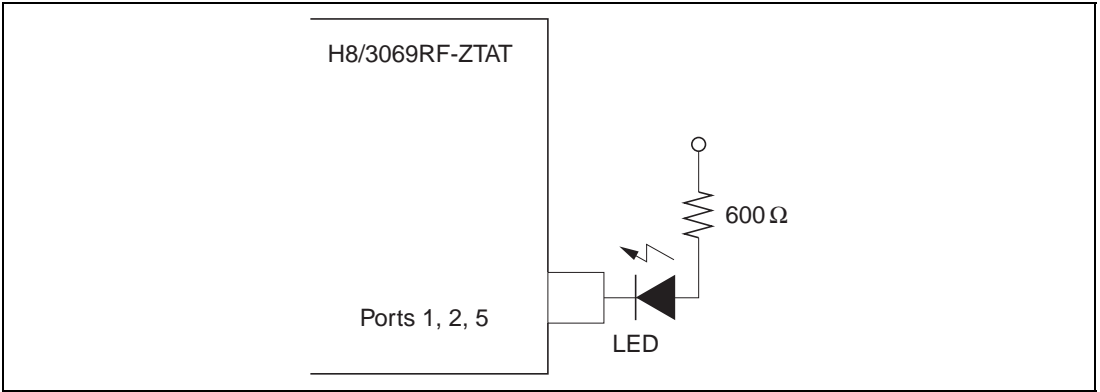 H8/3069RF-ZTAT
600 Ω
Ports 1, 2, 5
LED